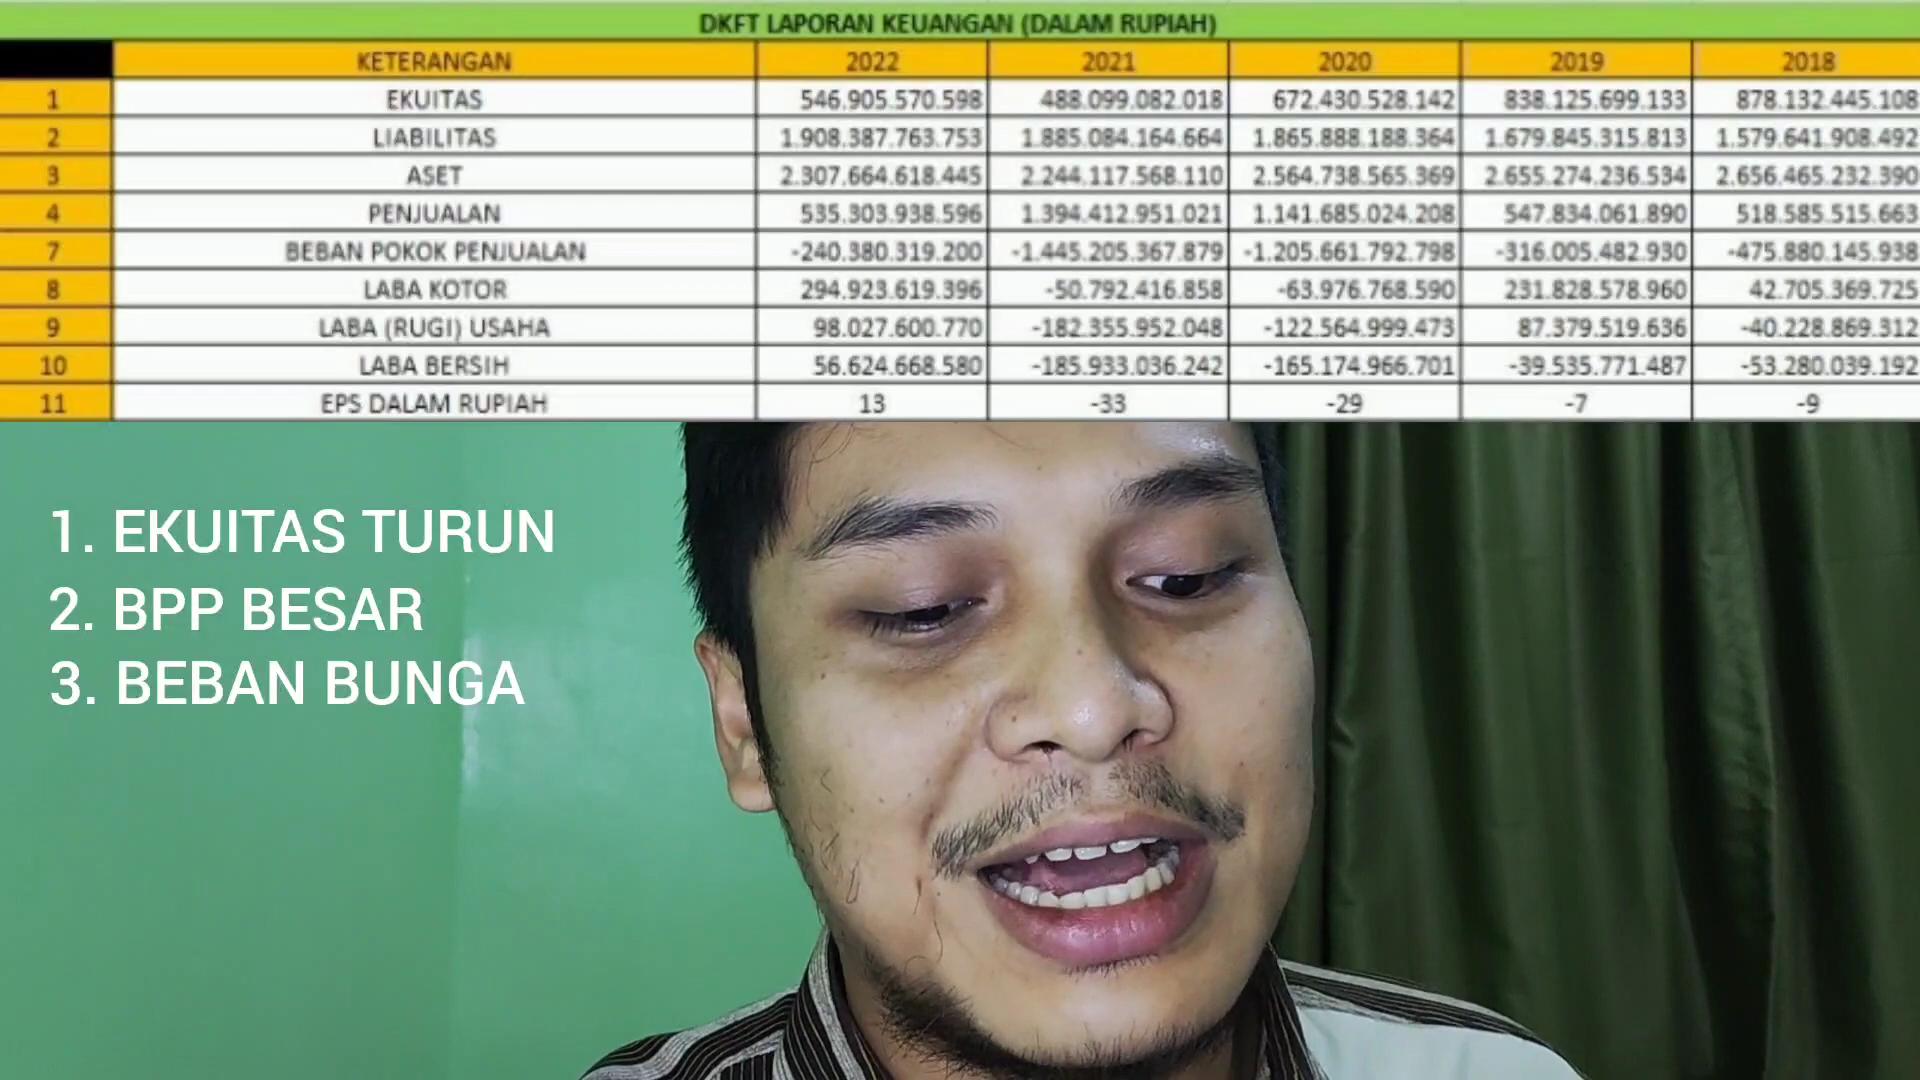 DKFT LAPORAN KEUANGAN (DALAM RUPIAH)
KETERANGAN 2022 2021 2020 2019 2018
1 EKUITAS 546.905.570.598 488.099.082.018 672.430.528.142 838.125.699.133 878.132.445.108
2 LIABILITAS 1.908.387.763.753 1.885.084.164.664 1.865.888.188.364 1.679.845.315.813 1.579.641.908.492
3 ASET 2.307.664.618.445 2.244.117.568.110 2.564.738.565.369 2.655.274.236.534 2.656.465.232.390
4 PENJUALAN 535.303.938.596 1.394.412.951.021 1.141.685.024.208 547.834.061.890 518.585.515.663
7 BEBAN POKOK PENJUALAN -240.380.319.200 -1.445.205.367.879 -1.205.661.792.798 -316.005.482.930 -475.880.145.938
8 LABA KOTOR 294.923.619.396 -50.792.416.858 -63.976.768.590 231.828.578.960 42.705.369.725
9 LABA (RUGI) USAHA 98.027.600.770 -182.355.952.048 -122.564.999.473 87.379.519.636 -40.228.869.312
10 LABA BERSIH 56.624.668.580 -185.933.036.242 -165.174.966.701 -39.535.771.487 -53.280.039.192
11 EPS DALAM RUPIAH 13 -33 -29 -7 -9
1. EKUITAS TURUN
2. BPP BESAR
3. BEBAN BUNGA